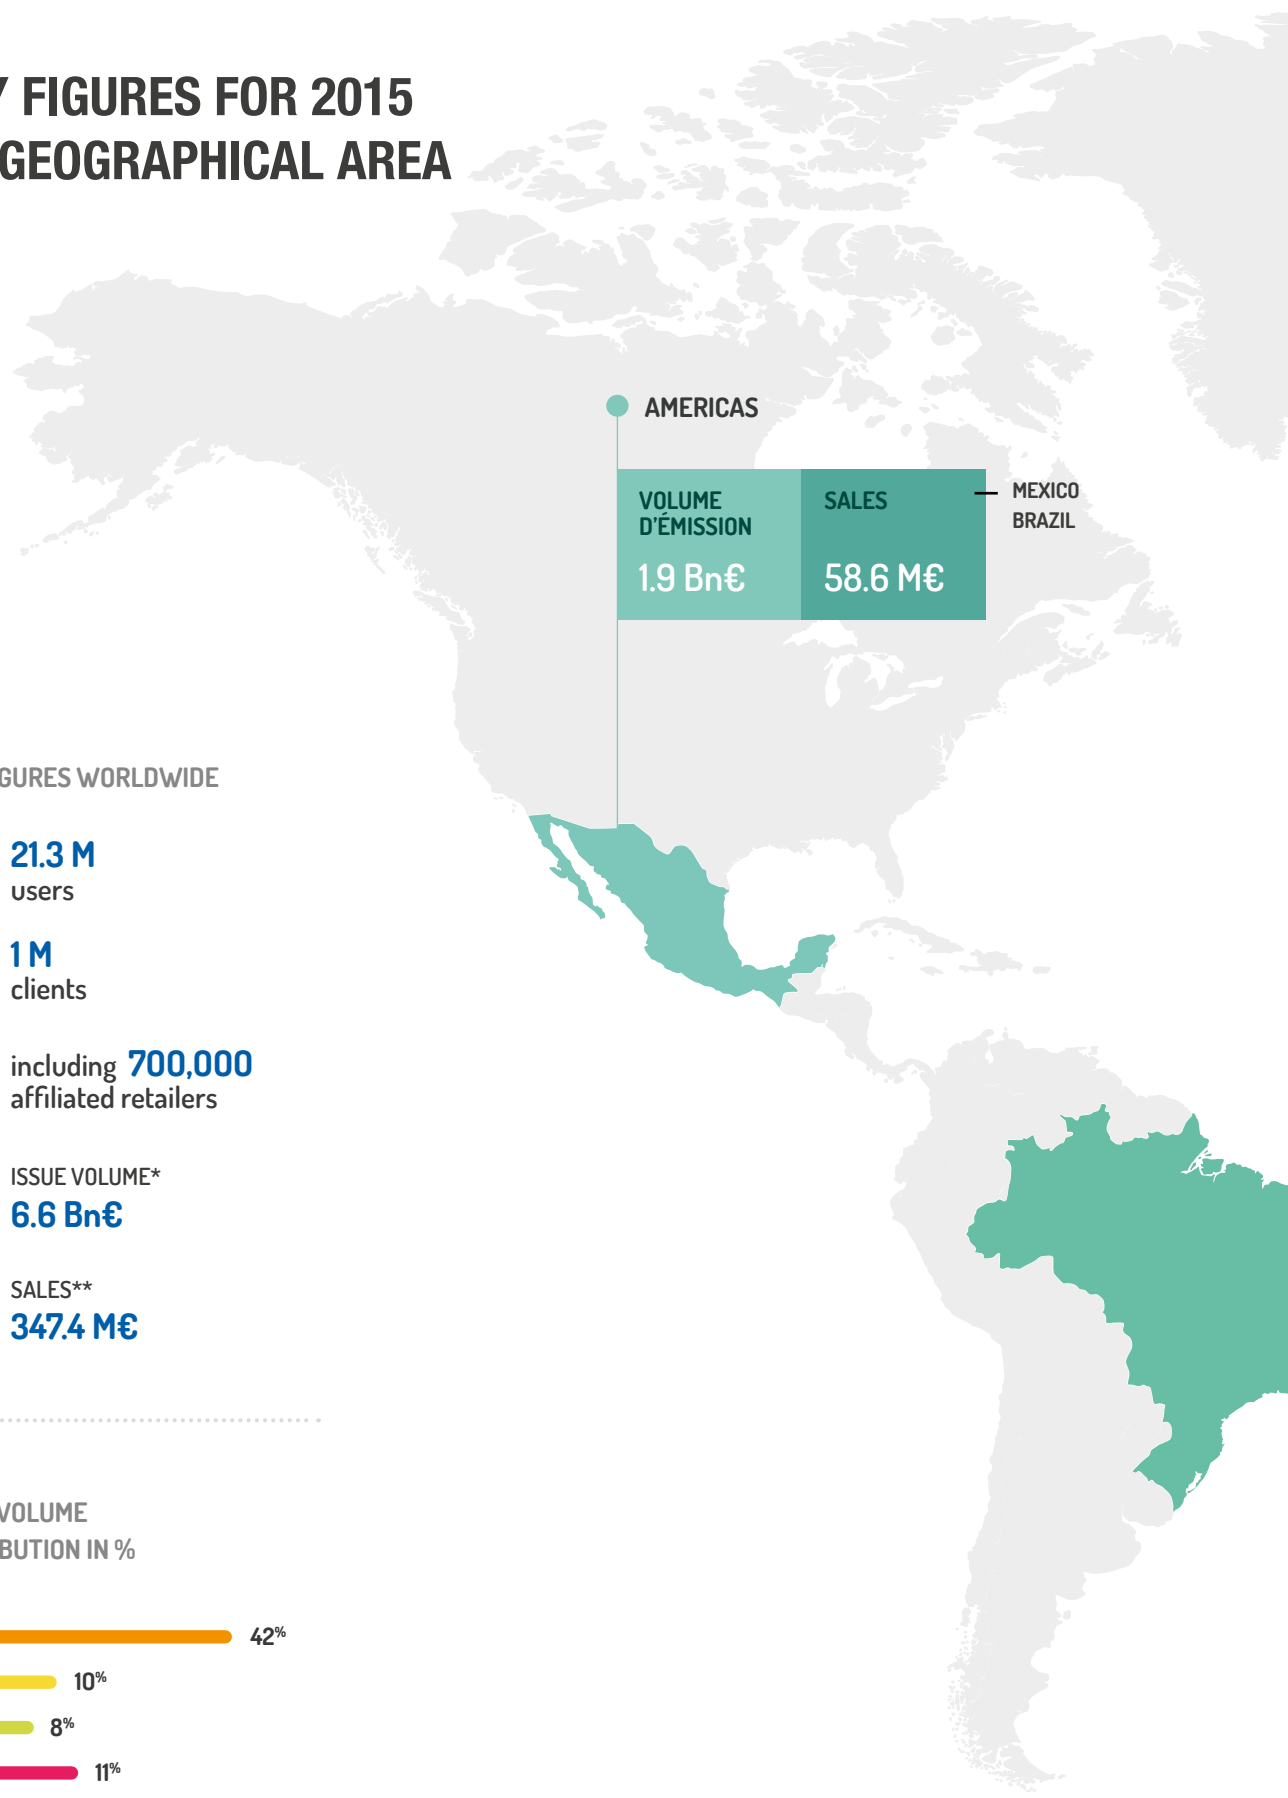 Y FIGURES FOR 2015
GEOGRAPHICAL AREA
AMERICAS
VOLUME
D'ÉMISSION
1.9 Bn€
SALES
58.6 M€
MEXICO
BRAZIL
GURES WORLDWIDE
21.3 M
users
1 M
clients
including 700,000
affiliated retailers
ISSUE VOLUME*
6.6 Bn€
SALES**
347.4 M€
VOLUME
BUTION IN %
42%
10%
8%
11%